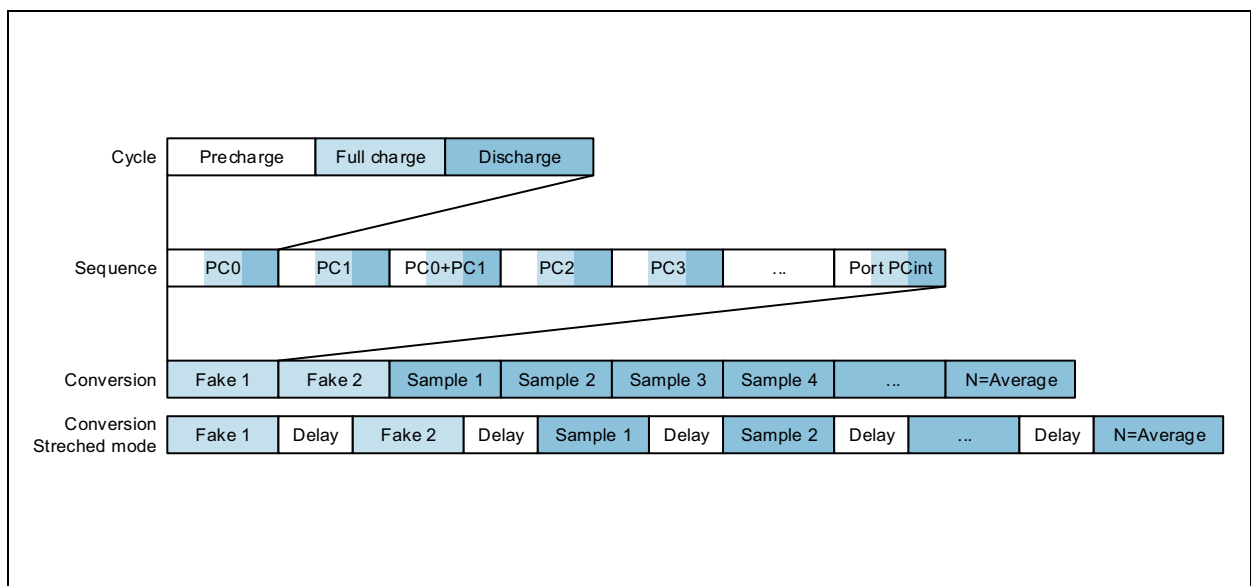 Cycle Precharge Full charge Discharge
Sequence PC0 PC1 PC0+PC1 PC2 PC3 ... Port PCint
Conversion Fake 1 Fake 2 Sample 1 Sample 2 Sample 3 Sample 4 ... N=Average
Conversion
Streched mode Fake 1 Delay Fake 2 Delay Sample 1 Delay Sample 2 Delay ... Delay N=Average